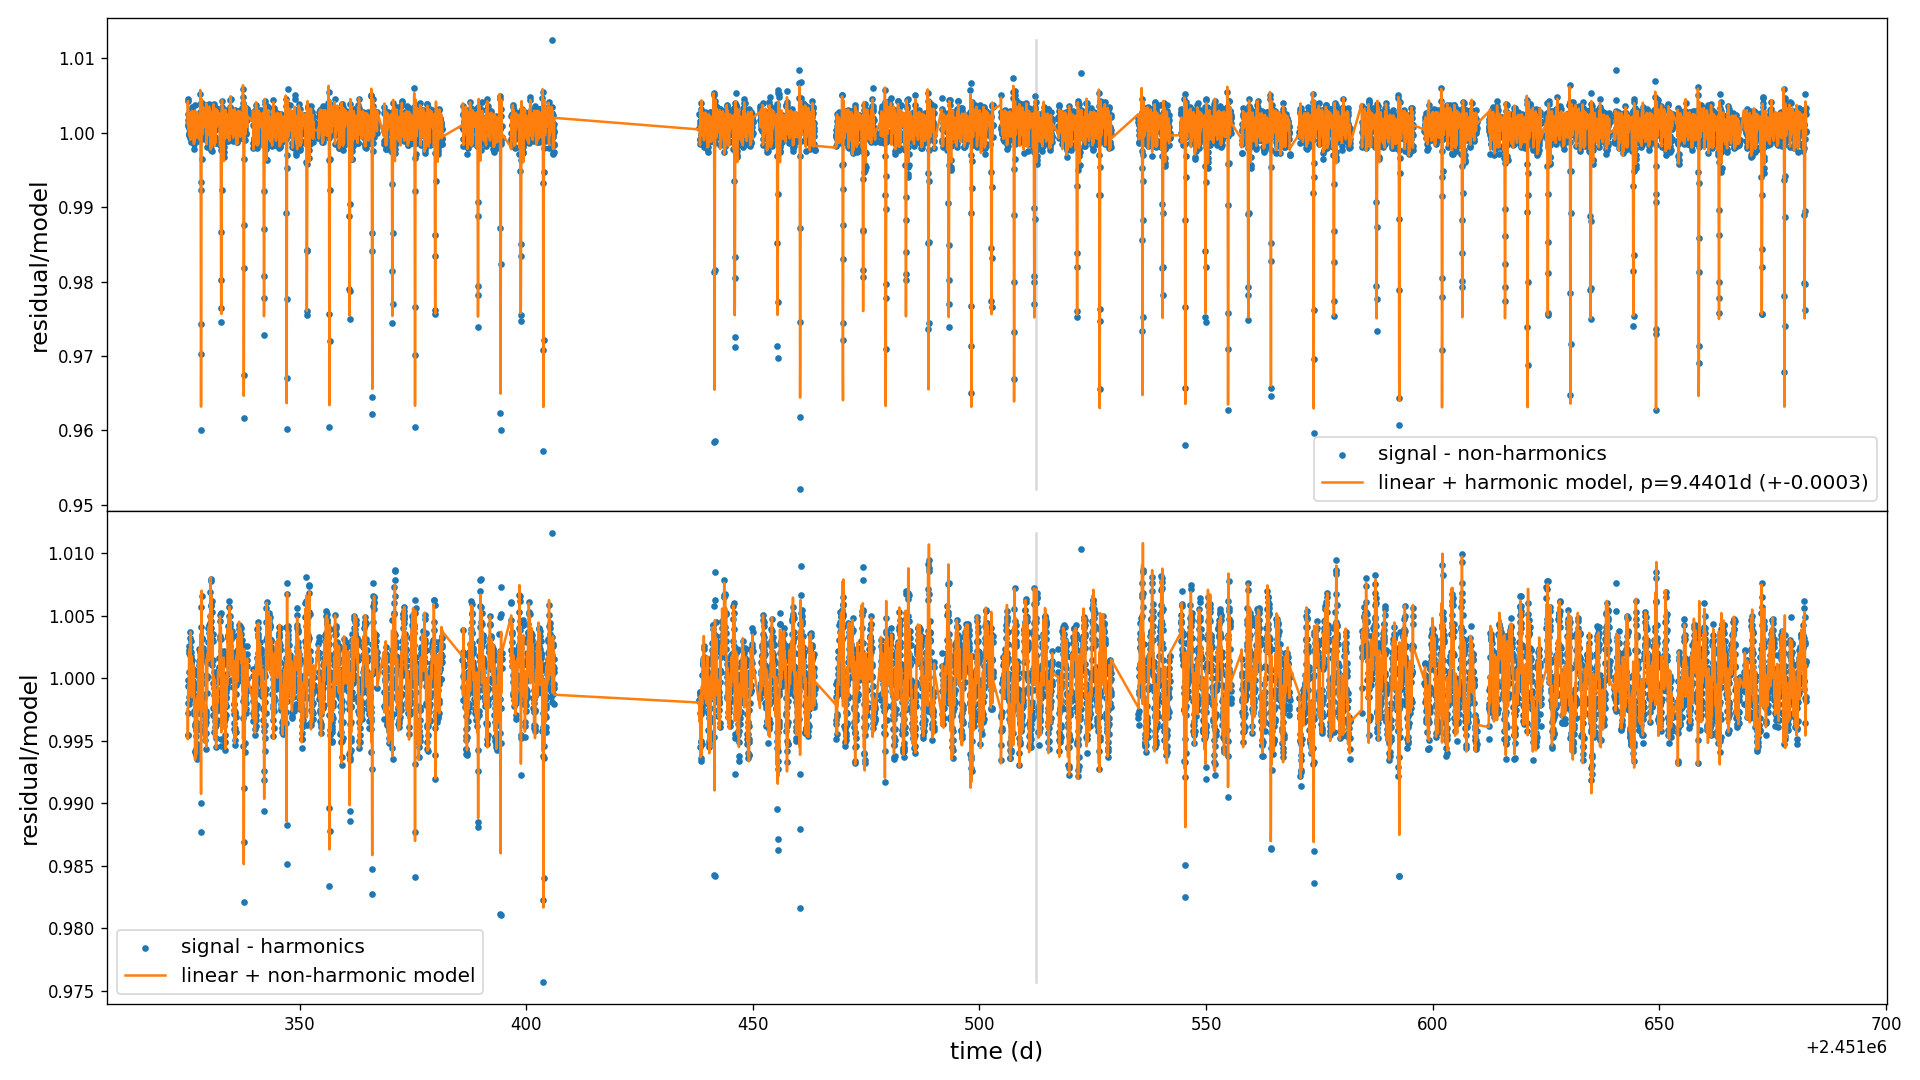 1.01
1.00
0.99
0.98
0.97
0.96
0.95
residual/model
signal - non-harmonics
linear + harmonic model, p=9.4401d (+-0.0003)
1.010
1.005
1.000
0.995
0.990
0.985
0.980
0.975
residual/model
signal - harmonics
linear + non-harmonic model
350
400
450
500
550
600
650
700
time (d)
+2.451e6